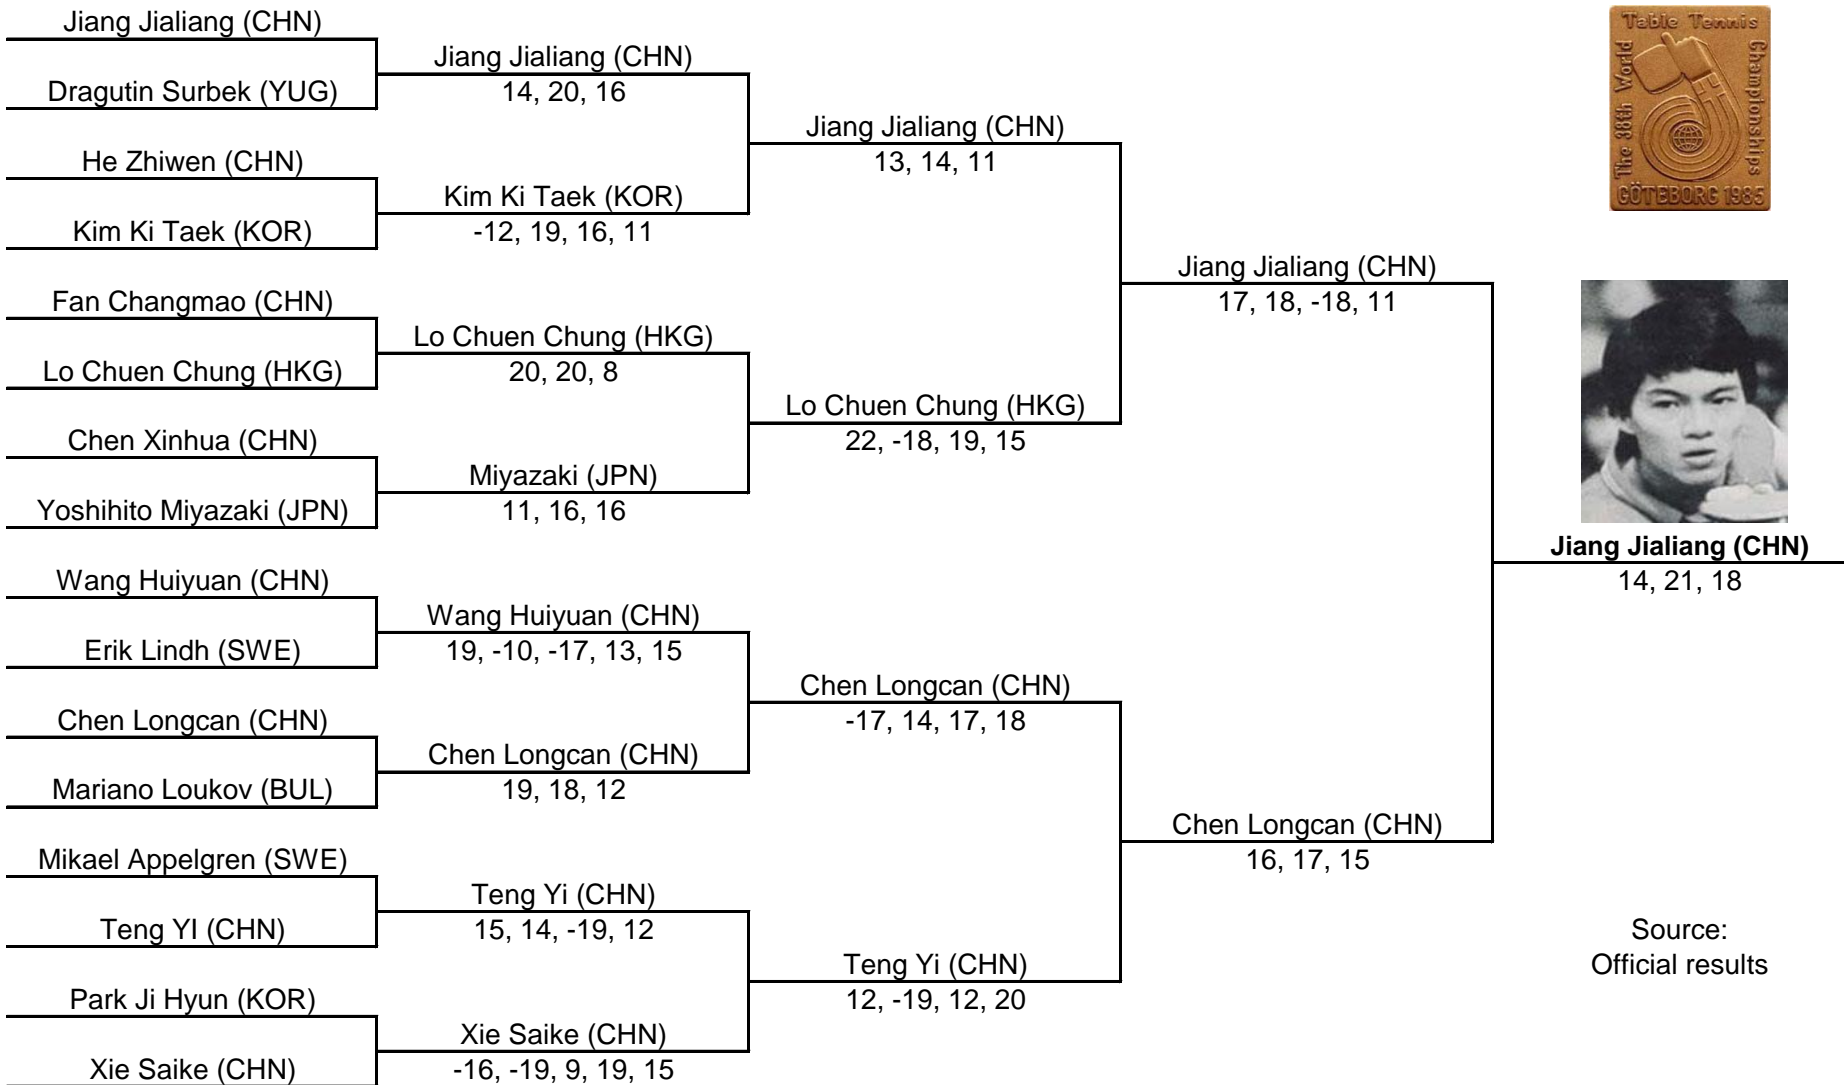 Jiang Jialiang (CHN)
Dragutin Surbek (YUG)
He Zhiwen (CHN)
Kim Ki Taek (KOR)
Fan Changmao (CHN)
Lo Chuen Chung (HKG)
Chen Xinhua (CHN)
Yoshihito Miyazaki (JPN)
Wang Huiyuan (CHN)
Erik Lindh (SWE)
Chen Longcan (CHN)
Mariano Loukov (BUL)
Mikael Appelgren (SWE)
Teng YI (CHN)
Park Ji Hyun (KOR)
Xie Saike (CHN)
Jiang Jialiang (CHN)
14, 20, 16
Kim Ki Taek (KOR)
-12, 19, 16, 11
Lo Chuen Chung (HKG)
20, 20, 8
Miyazaki (JPN)
11, 16, 16
Wang Huiyuan (CHN)
19, -10, -17, 13, 15
Chen Longcan (CHN)
19, 18, 12
Teng Yi (CHN)
15, 14, -19, 12
Xie Saike (CHN)
-16, -19, 9, 19, 15
Jiang Jialiang (CHN)
13, 14, 11
Lo Chuen Chung (HKG)
22, -18, 19, 15
Chen Longcan (CHN)
-17, 14, 17, 18
Teng Yi (CHN)
12, -19, 12, 20
Jiang Jialiang (CHN)
17, 18, -18, 11
Chen Longcan (CHN)
16, 17, 15
The 38th World
Table Tennis
Championships
GÖTEBORG 1985
Jiang Jialiang (CHN)
14, 21, 18
Source:
Official results